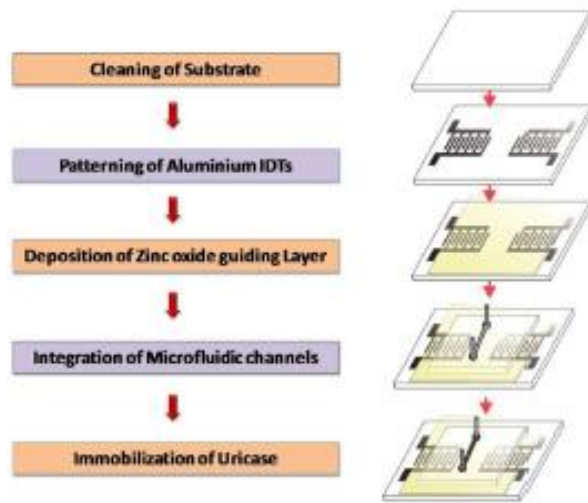 Cleaning of Substrate
Patterning of Aluminium IDTs
Deposition of Zinc oxide guiding Layer
Integration of Microfluidic channels
Immobilization of Uricase